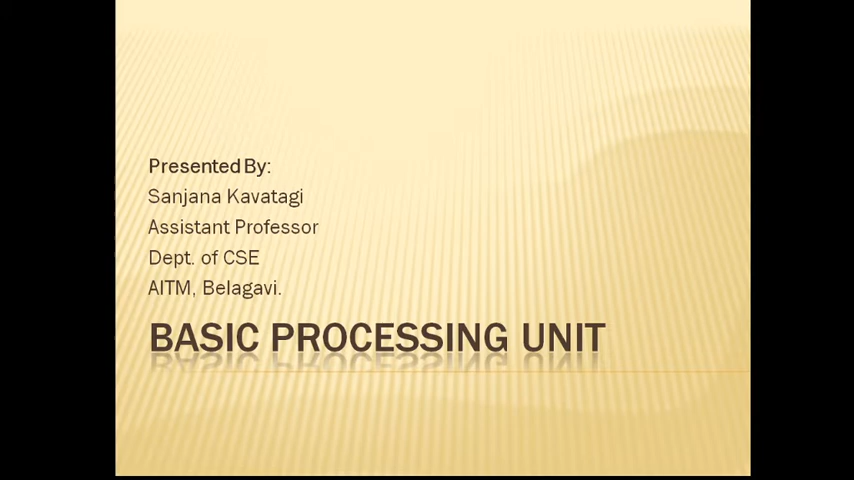 Presented By:
Sanjana Kavatagi
Assistant Professor
Dept. of CSE
AITM, Belagavi.
BASIC PROCESSING UNIT